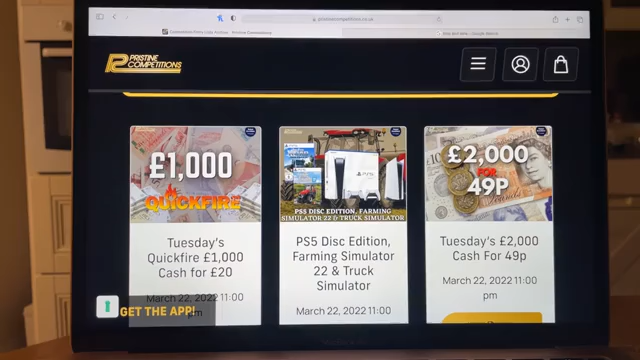 pristinecompetitions.co.uk
PRISTINE
COMPETITIONS
£1,000
QUICKFIRE
PS5 DISC EDITION, FARMING
SIMULATOR 22 & TRUCK SIMULATOR
£2,000
FOR
49P
Tuesday's
Quickfire £1,000
Cash for £20
March 22, 2022 11:00
pm
PS5 Disc Edition,
Farming Simulator
22 & Truck
Simulator
March 22, 2022 11:00
Tuesday's £2,000
Cash For 49p
March 22, 2022 11:00
pm
GET THE APP!